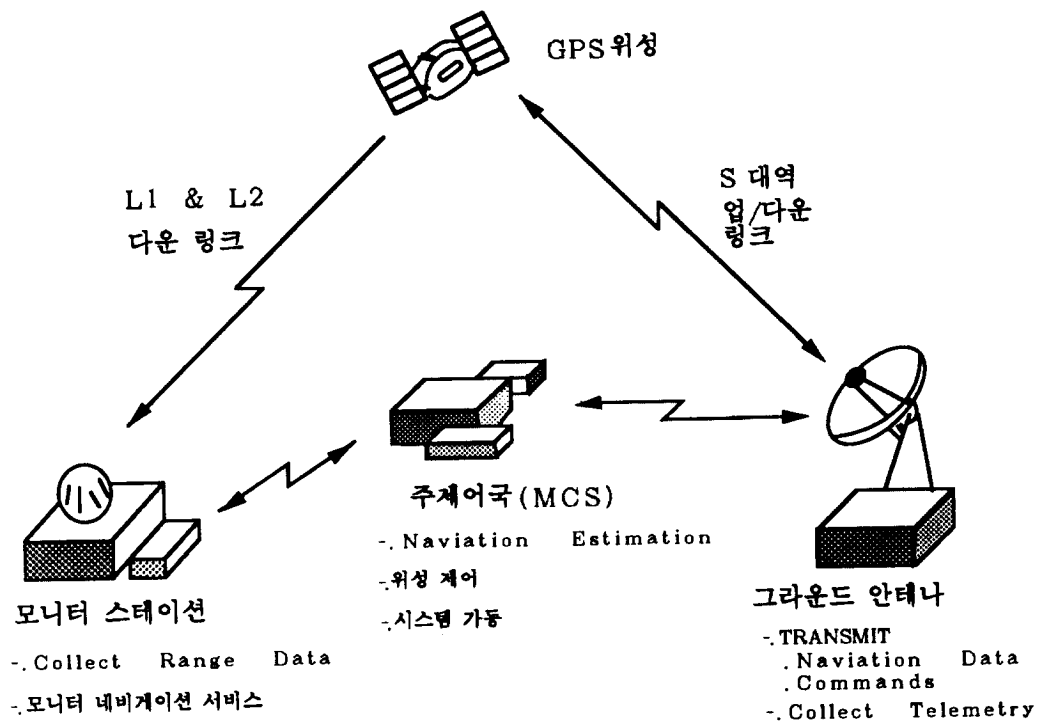 GPS위성
L1 & L2
다운 링크
S 대역
업/다운
링크
주제어국(MCS)
-. Naviation Estimation
-.위성 제어
-.시스템 가동
모니터 스테이션
-. Collect Range Data
-.모니터 네비게이션 서비스
그라운드 안테나
-. TRANSMIT
. Naviation Data
. Commands
-. Collect Telemetry